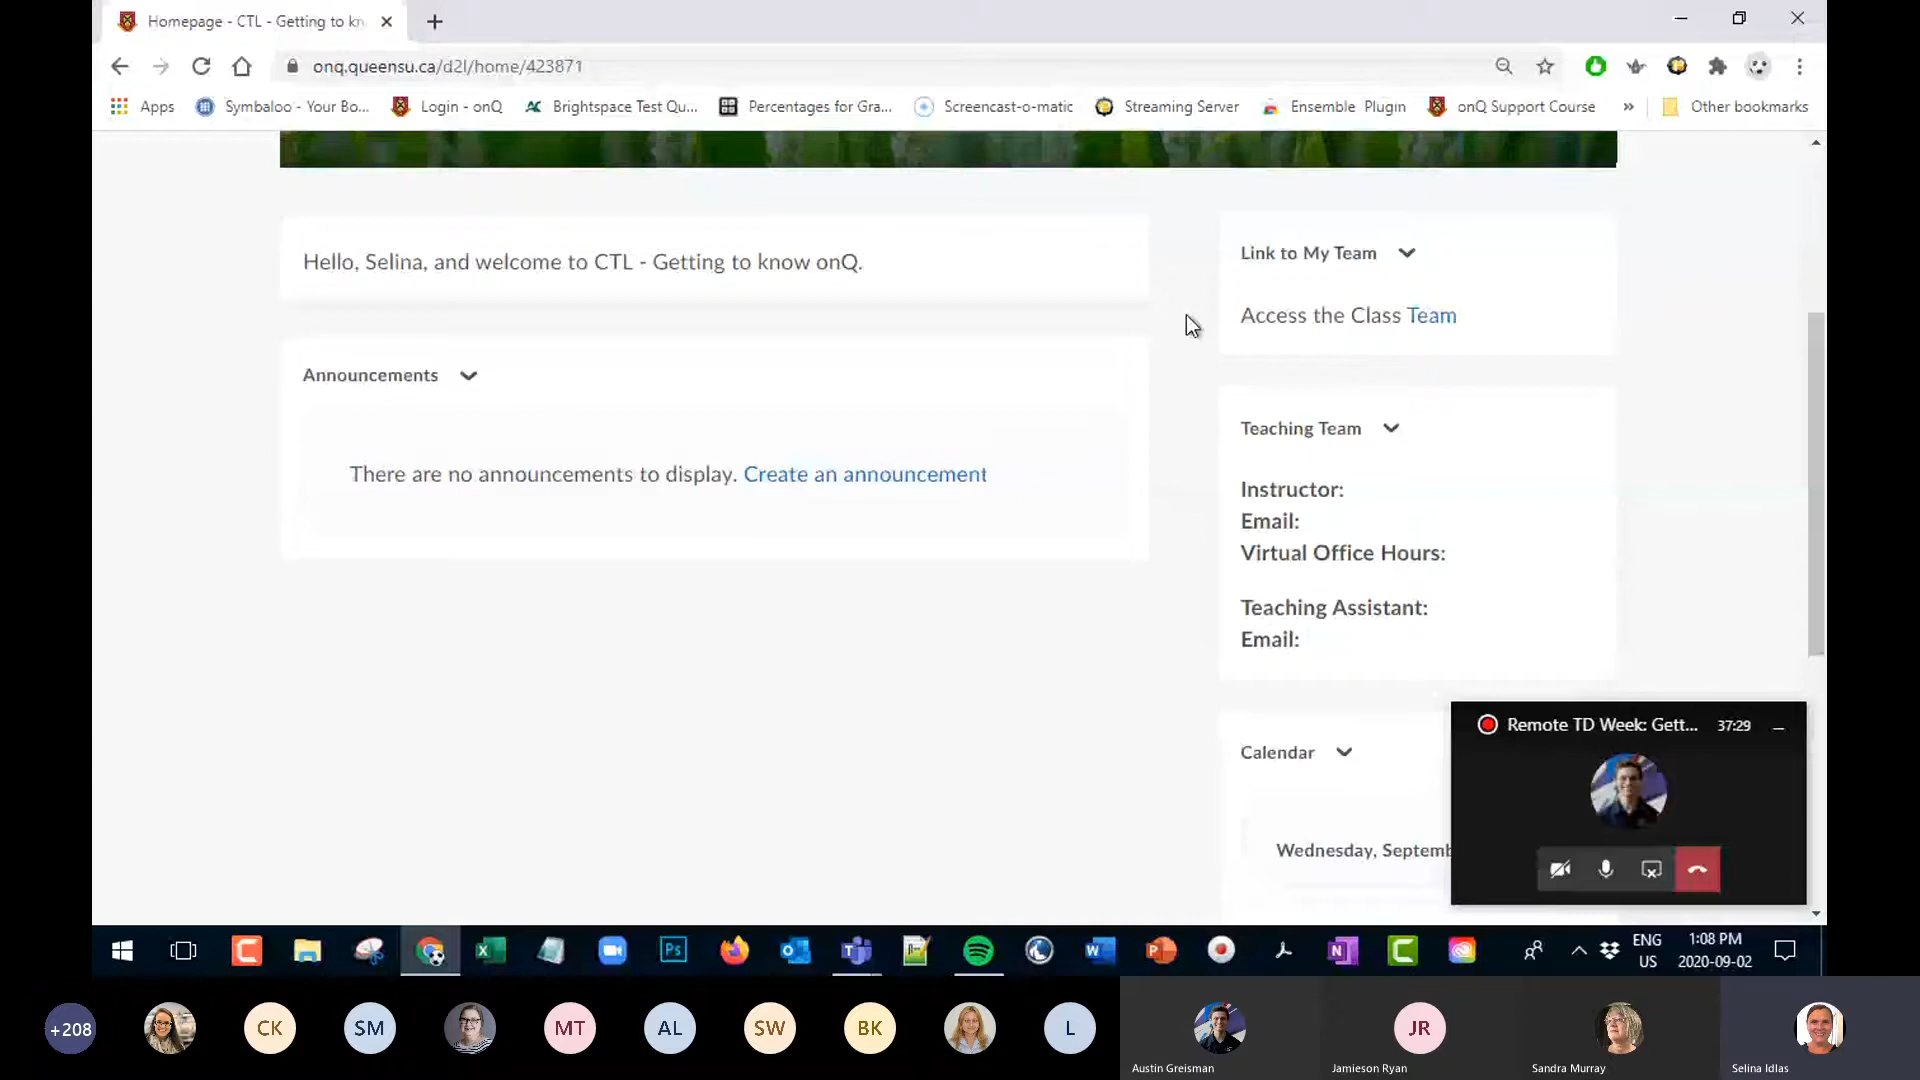 Homepage - CTL - Getting to kn
onq.queensu.ca/d2l/home/423871
Apps
Symbaloo - Your Bo...
Login - onQ
Brightspace Test Qu...
Percentages for Gra...
Screencast-o-matic
Streaming Server
Ensemble Plugin
onQ Support Course
»
Other bookmarks
Hello, Selina, and welcome to CTL - Getting to know onQ.
Announcements
There are no announcements to display. Create an announcement
Link to My Team
Access the Class Team
Teaching Team
Instructor:
Email:
Virtual Office Hours:
Teaching Assistant:
Email:
Calendar
Wednesday, Septemb
Remote TD Week: Gett... 37:29
ENG
US
1:08 PM
2020-09-02
+208
CK
SM
MT
AL
SW
BK
L
JR
Austin Greisman
Jamieson Ryan
Sandra Murray
Selina Idlas